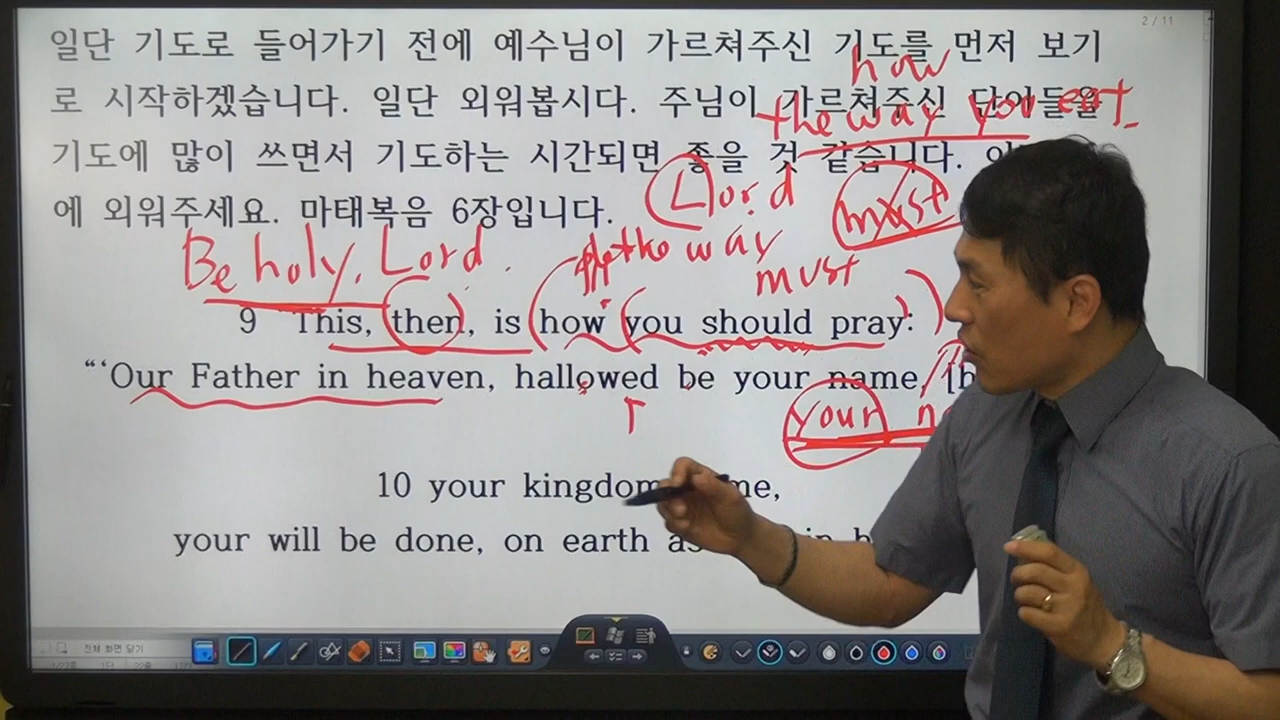 2 / 11
일단 기도로 들어가기 전에 예수님이 가르쳐주신 기도를 먼저 보기
how
로 시작하겠습니다. 일단 외워봅시다. 주님이 가르쳐주신 단어들을
the way you eat.
기도에 많이 쓰면서 기도하는 시간되면 좋을 것 같습니다.
Lord must
에 외워주세요. 마태복음 6장입니다.
Be holy, Lord. the way
must
9 This, then, is how you should pray:
“‘Our Father in heaven, hallowed be your name, [b
your
10 your kingdom
your will be done, on earth as in
전체 화면 닫기